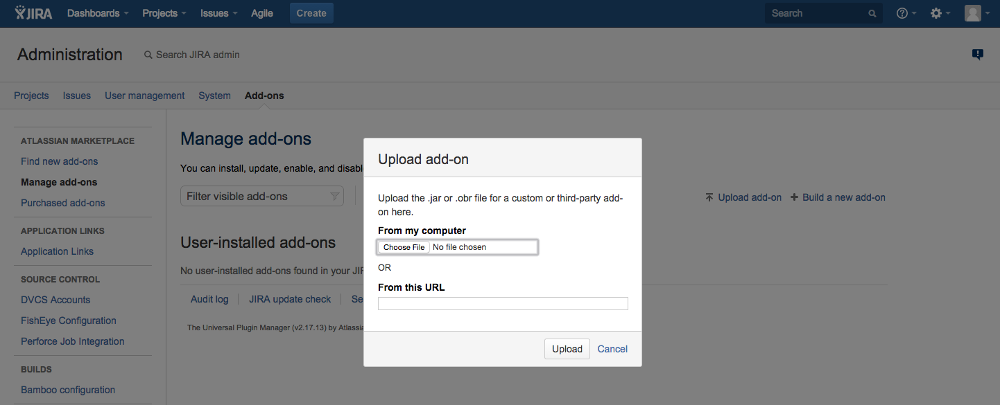 JIRA Dashboards Projects Issues Agile Create Search ?
Administration Search JIRA admin
Projects Issues User management System Add-ons
ATLASSIAN MARKETPLACE
Find new add-ons
Manage add-ons
Purchased add-ons
APPLICATION LINKS
Application Links
SOURCE CONTROL
DVCS Accounts
FishEye Configuration
Perforce Job Integration
BUILDS
Bamboo configuration
Manage add-ons
You can install, update, enable, and disabl
Filter visible add-ons
Upload add-on Build a new add-on
User-installed add-ons
No user-installed add-ons found in your JI
Audit log JIRA update check Se
The Universal Plugin Manager (v2.17.13) by Atlassia
Upload add-on
Upload the .jar or .obr file for a custom or third-party add-
on here.
From my computer
Choose File No file chosen
OR
From this URL
Upload Cancel